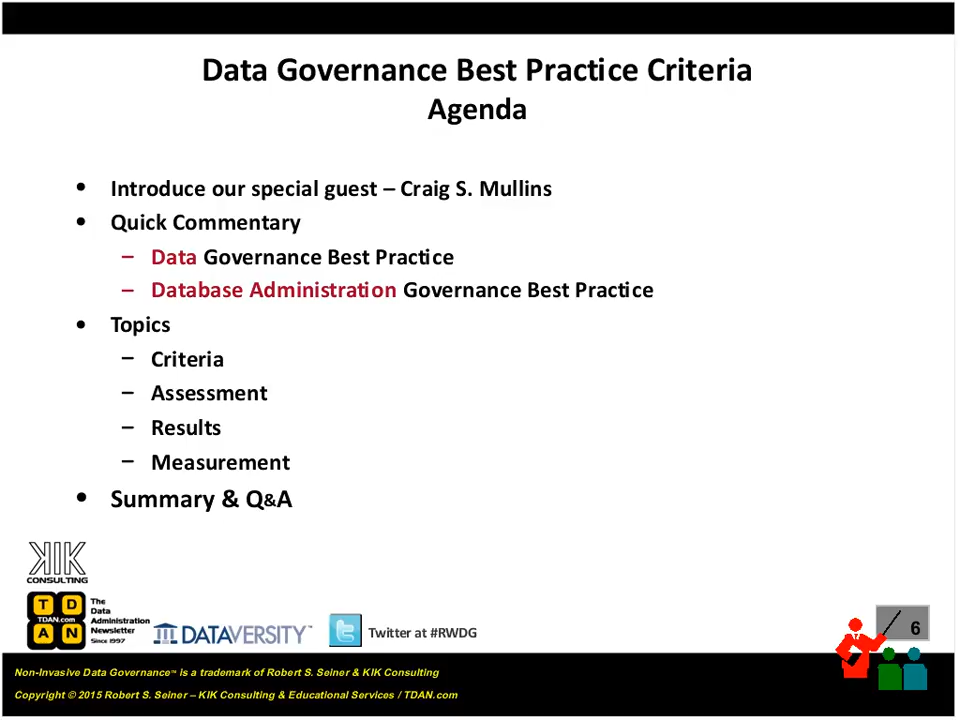 Data Governance Best Practice Criteria
Agenda
• Introduce our special guest – Craig S. Mullins
• Quick Commentary
– Data Governance Best Practice
– Database Administration Governance Best Practice
• Topics
– Criteria
– Assessment
– Results
– Measurement
• Summary & Q&A
KIK
CONSULTING
T D
TDAN.com
A N
The
Data
Administration
Newsletter
Since 1997
DATAVERSITY™
Twitter at #RWDG
6
Non-Invasive Data Governance™ is a trademark of Robert S. Seiner & KIK Consulting
Copyright © 2015 Robert S. Seiner – KIK Consulting & Educational Services / TDAN.com